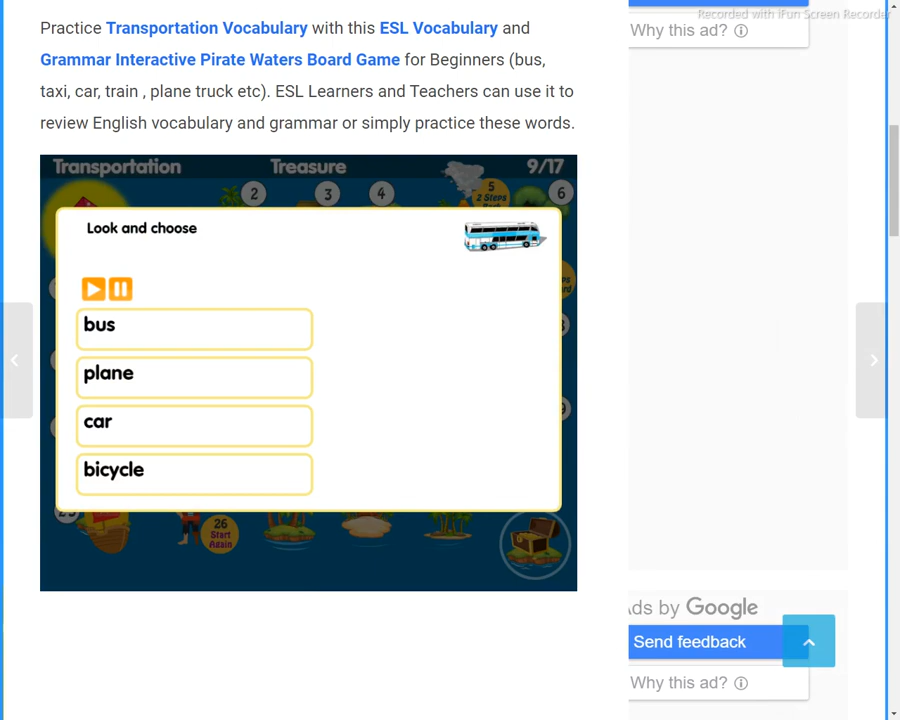 Recorded with iFun Screen Recorder
Practice Transportation Vocabulary with this ESL Vocabulary and
Grammar Interactive Pirate Waters Board Game for Beginners (bus,
taxi, car, train , plane truck etc). ESL Learners and Teachers can use it to
review English vocabulary and grammar or simply practice these words.
Why this ad?
Transportation Treasure 9/17
2 3 4 5 6
2 Steps
Look and choose
bus
plane
car
bicycle
26
Start
Again
Ads by Google
Send feedback
Why this ad?